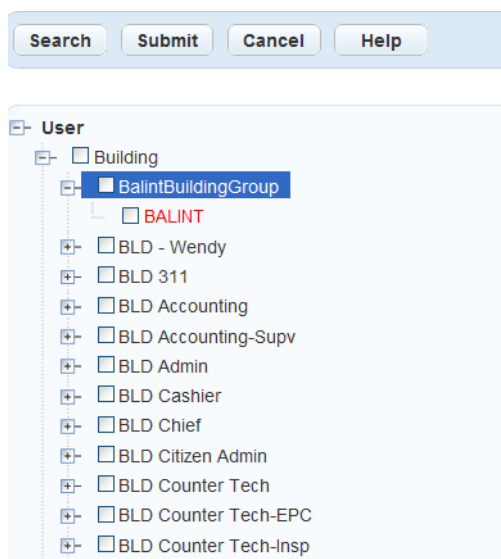 Search Submit Cancel Help
User
Building
BalintBuildingGroup
BALINT
BLD - Wendy
BLD 311
BLD Accounting
BLD Accounting-Supv
BLD Admin
BLD Cashier
BLD Chief
BLD Citizen Admin
BLD Counter Tech
BLD Counter Tech-EPC
BLD Counter Tech-Insp